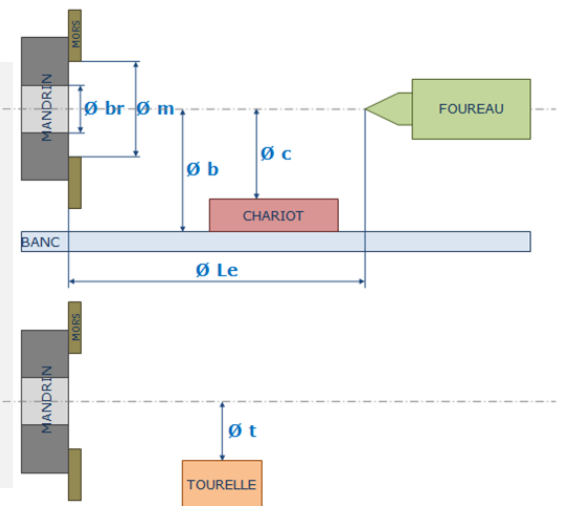 MORS
MANDRIN
Ø br
Ø m
FOUREAU
Ø b
Ø c
CHARIOT
BANC
Ø Le
MORS
MANDRIN
Ø t
TOURELLE